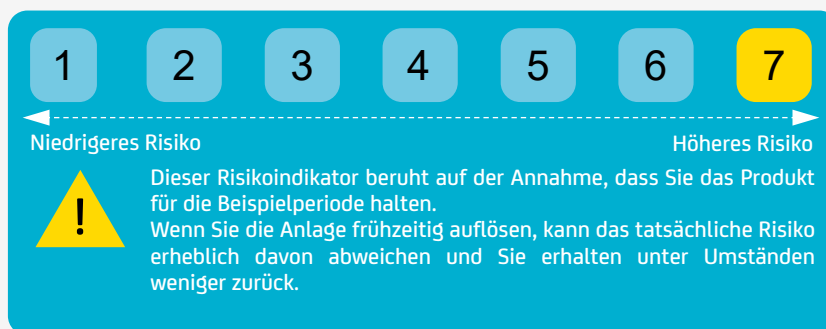 1 2 3 4 5 6 7
Niedrigeres Risiko Höheres Risiko
! Dieser Risikoindikator beruht auf der Annahme, dass Sie das Produkt
für die Beispielperiode halten.
Wenn Sie die Anlage frühzeitig auflösen, kann das tatsächliche Risiko
erheblich davon abweichen und Sie erhalten unter Umständen
weniger zurück.